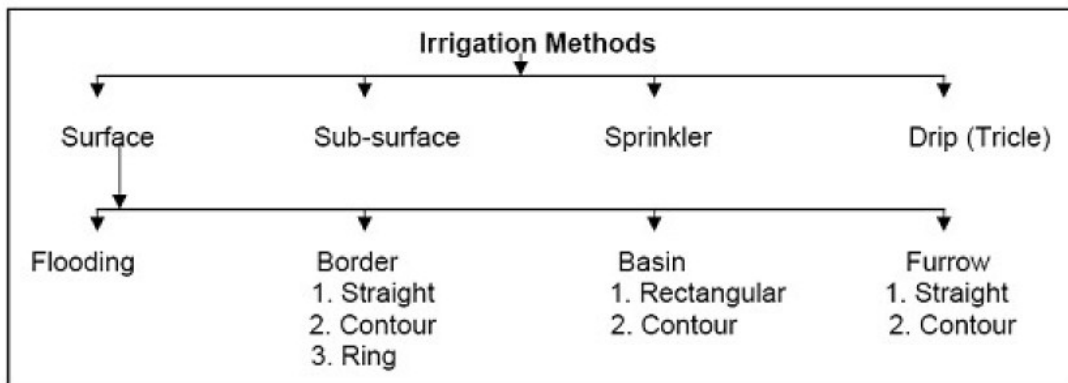 Irrigation Methods
Surface Sub-surface Sprinkler Drip (Tricle)
Flooding Border Basin Furrow
1. Straight 1. Rectangular 1. Straight
2. Contour 2. Contour 2. Contour
3. Ring